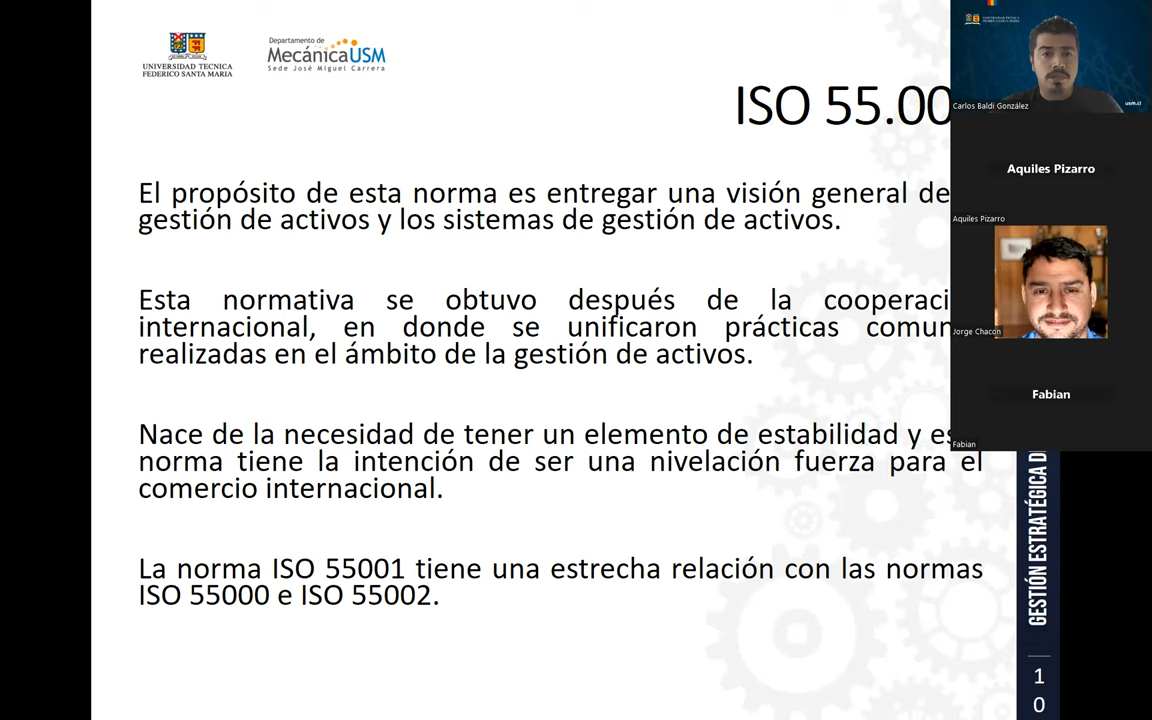 UNIVERSIDAD TECNICA
FEDERICO SANTA MARIA
Departamento de
MecánicaUSM
Sede José Miguel Carrera
ISO 55.00
El propósito de esta norma es entregar una visión general de
gestión de activos y los sistemas de gestión de activos.
Esta normativa se obtuvo después de la cooperaci
internacional, en donde se unificaron prácticas comun
realizadas en el ámbito de la gestión de activos.
Nace de la necesidad de tener un elemento de estabilidad y es
norma tiene la intención de ser una nivelación fuerza para el
comercio internacional.
La norma ISO 55001 tiene una estrecha relación con las normas
ISO 55000 e ISO 55002.
GESTIÓN ESTRATÉGICA D
1
0
usm.cl
Carlos Baldi González
Aquiles Pizarro
Aquiles Pizarro
Jorge Chacon
Fabian
Fabian